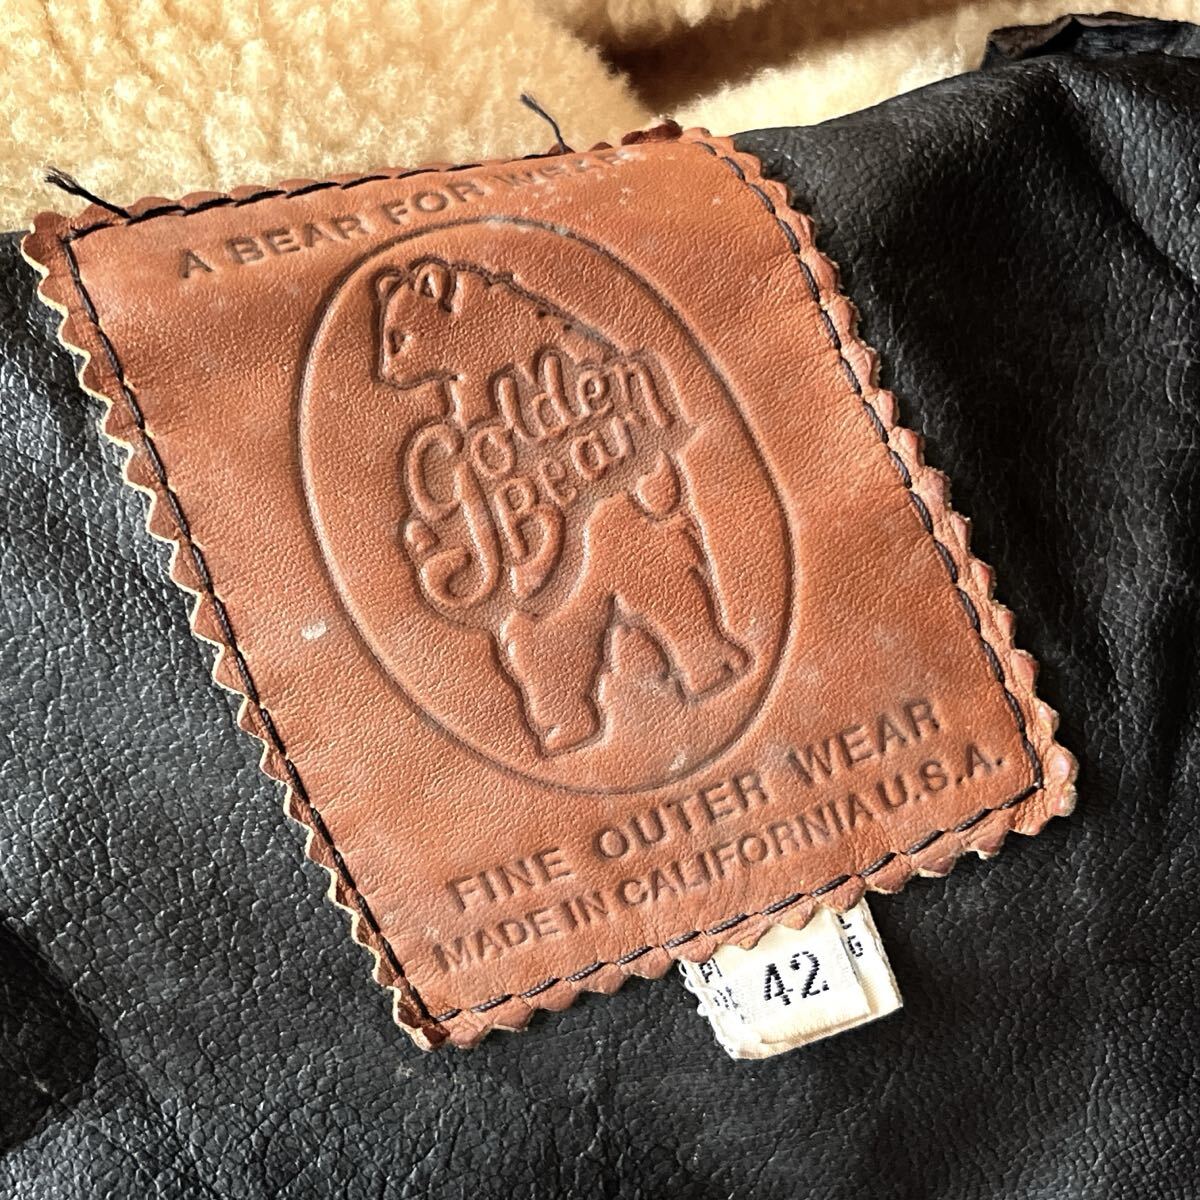 A BEAR FOR WEAR
Golden
Bear
FINE OUTER WEAR
MADE IN CALIFORNIA U.S.A.
42